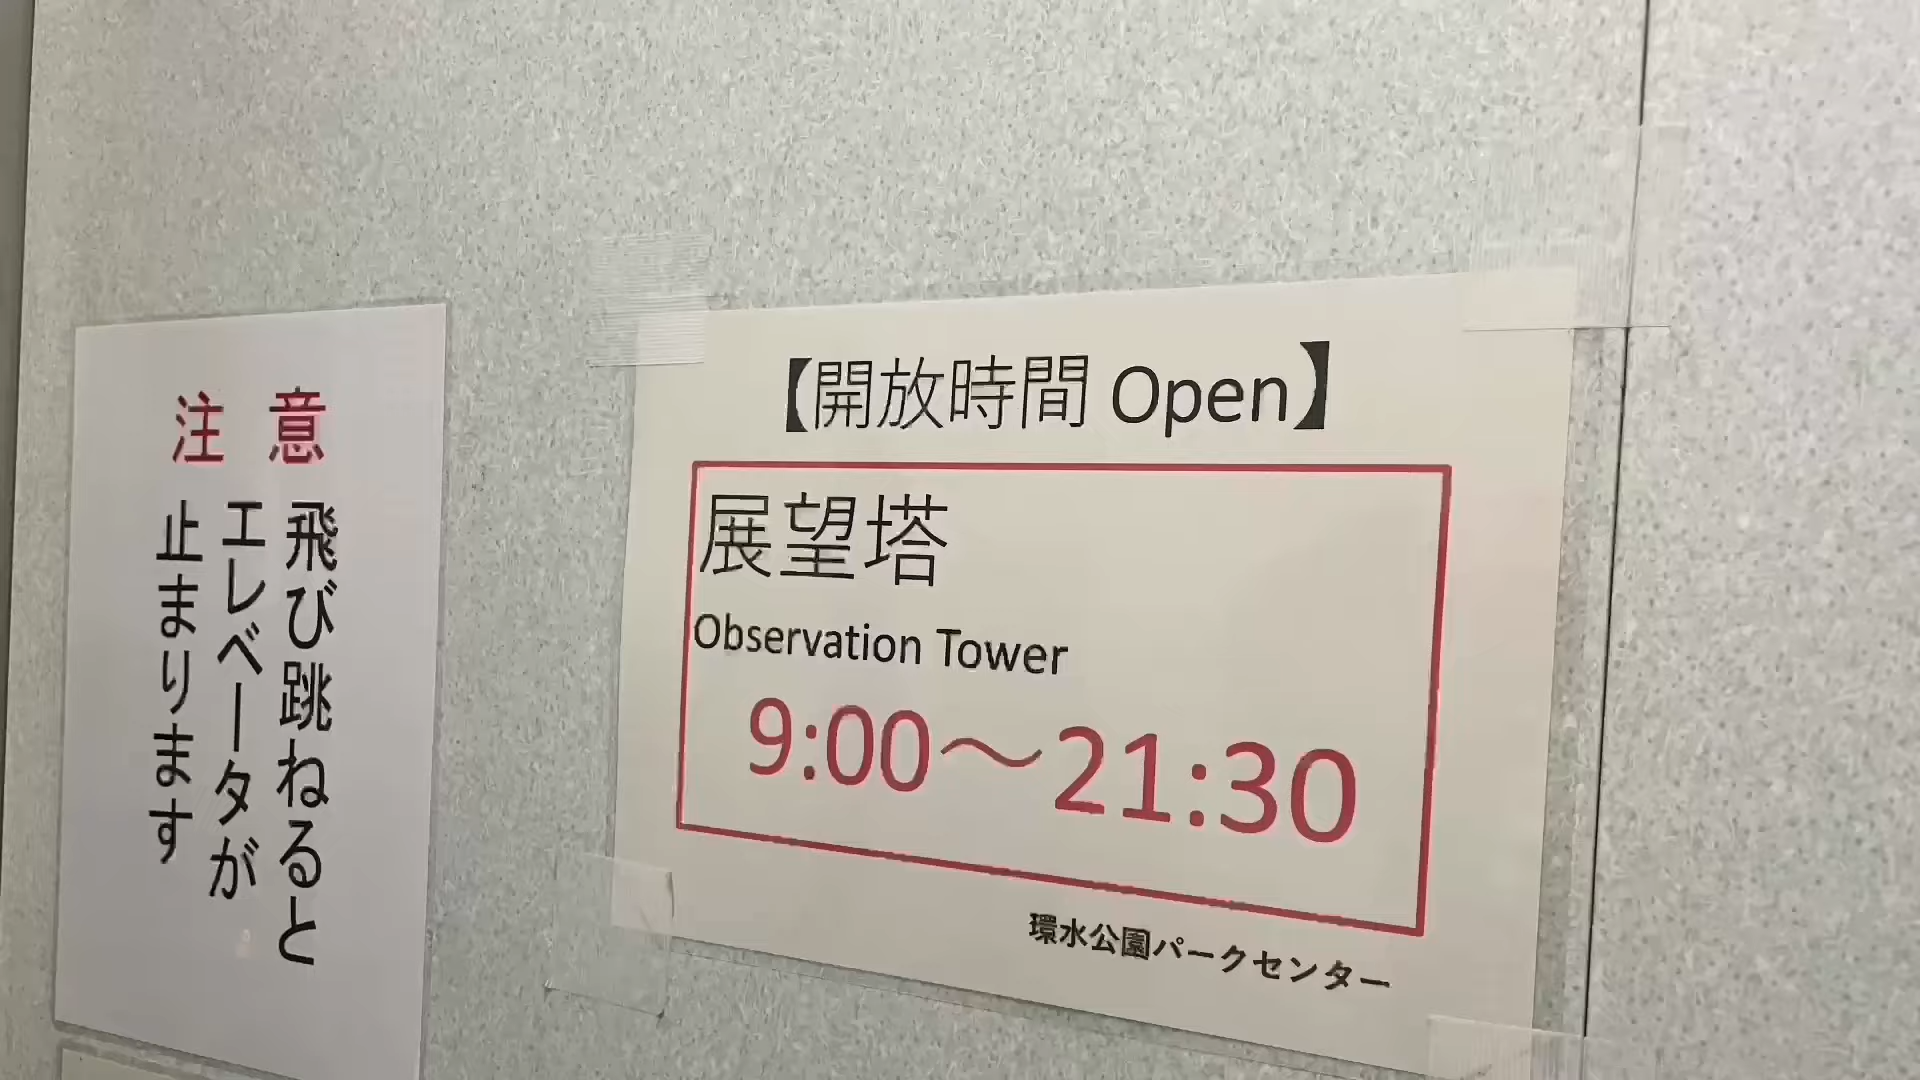 注意
飛び跳ねると
エレベータが
止まります
【開放時間 Open】
展望塔
Observation Tower
9:00～21:30
環水公園パークセンター